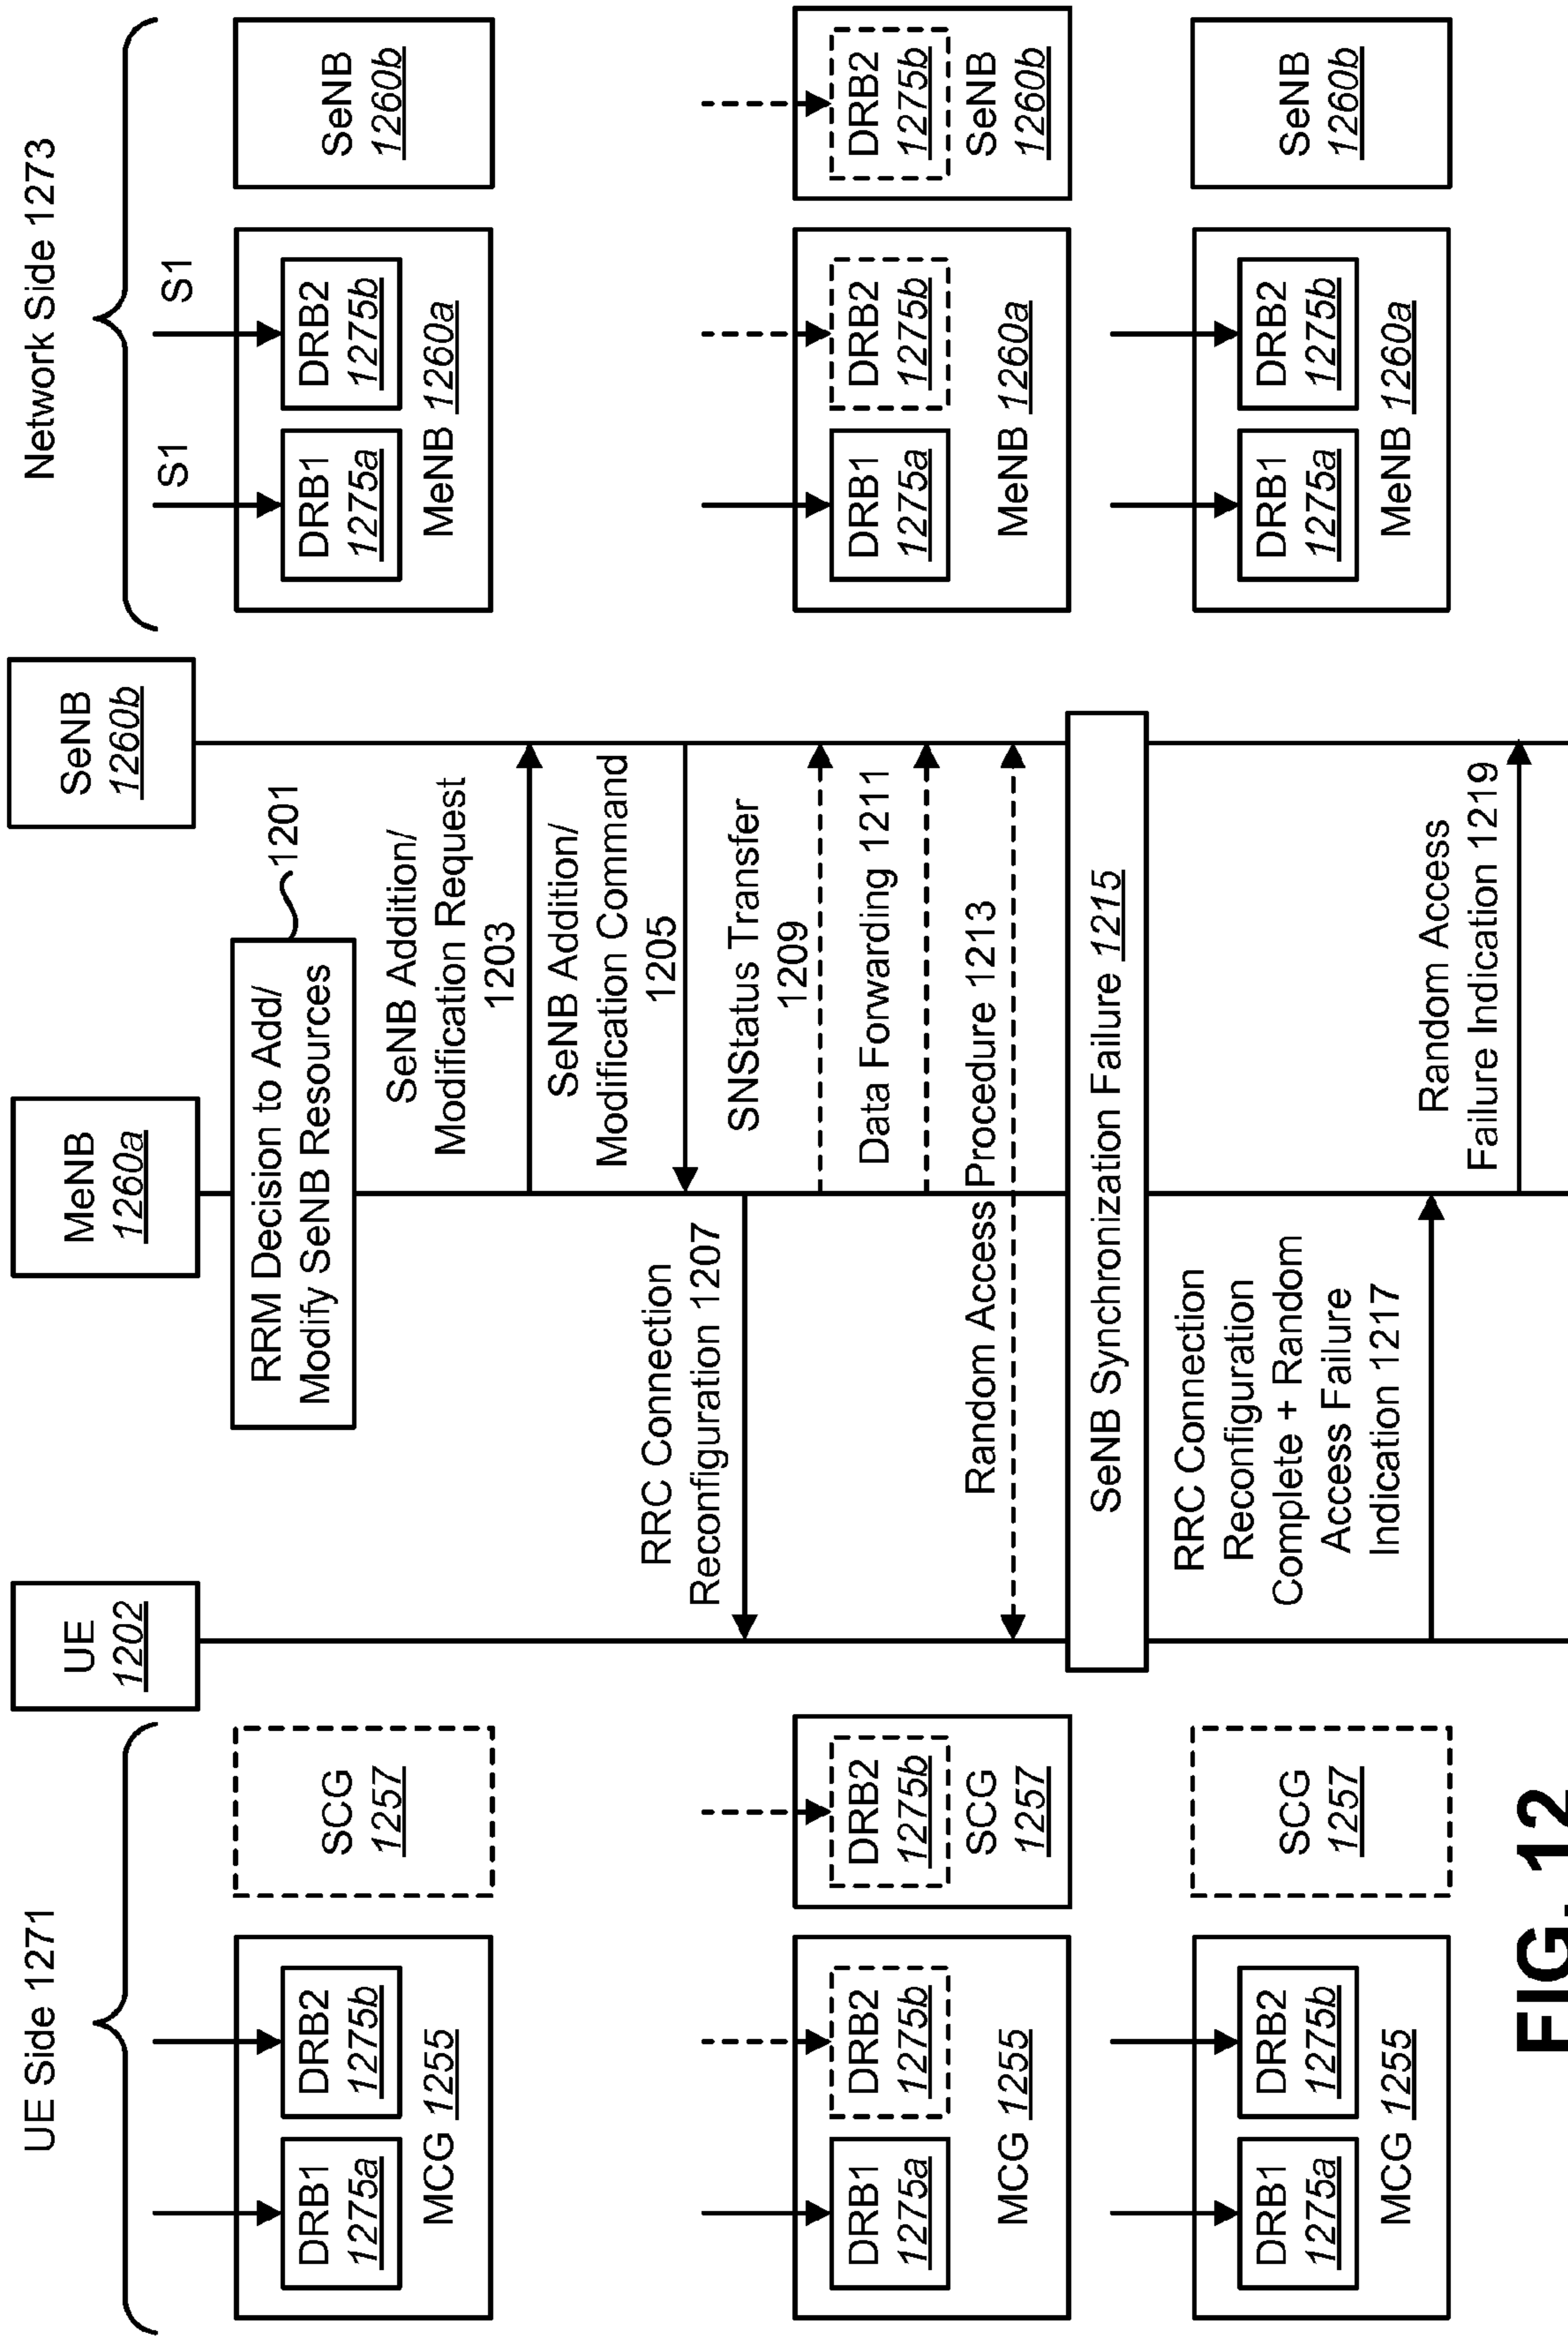 UE Side 1271
Network Side 1273
UE
1202
MeNB
1260a
SeNB
1260b
S1
S1
DRB1
1275a
DRB2
1275b
MCG 1255
SCG
1257
RRM Decision to Add/
Modify SeNB Resources
1201
DRB1
1275a
DRB2
1275b
MeNB 1260a
SeNB
1260b
SeNB Addition/
Modification Request
1203
SeNB Addition/
Modification Command
1205
RRC Connection
Reconfiguration 1207
SNStatus Transfer
1209
Data Forwarding 1211
Random Access Procedure 1213
DRB1
1275a
DRB2
1275b
MCG 1255
DRB2
1275b
SCG
1257
DRB1
1275a
DRB2
1275b
MeNB 1260a
DRB2
1275b
SeNB
1260b
SeNB Synchronization Failure 1215
RRC Connection
Reconfiguration
Complete + Random
Access Failure
Indication 1217
Random Access
Failure Indication 1219
DRB1
1275a
DRB2
1275b
MCG 1255
SCG
1257
DRB1
1275a
DRB2
1275b
MeNB 1260a
SeNB
1260b
FIG. 12